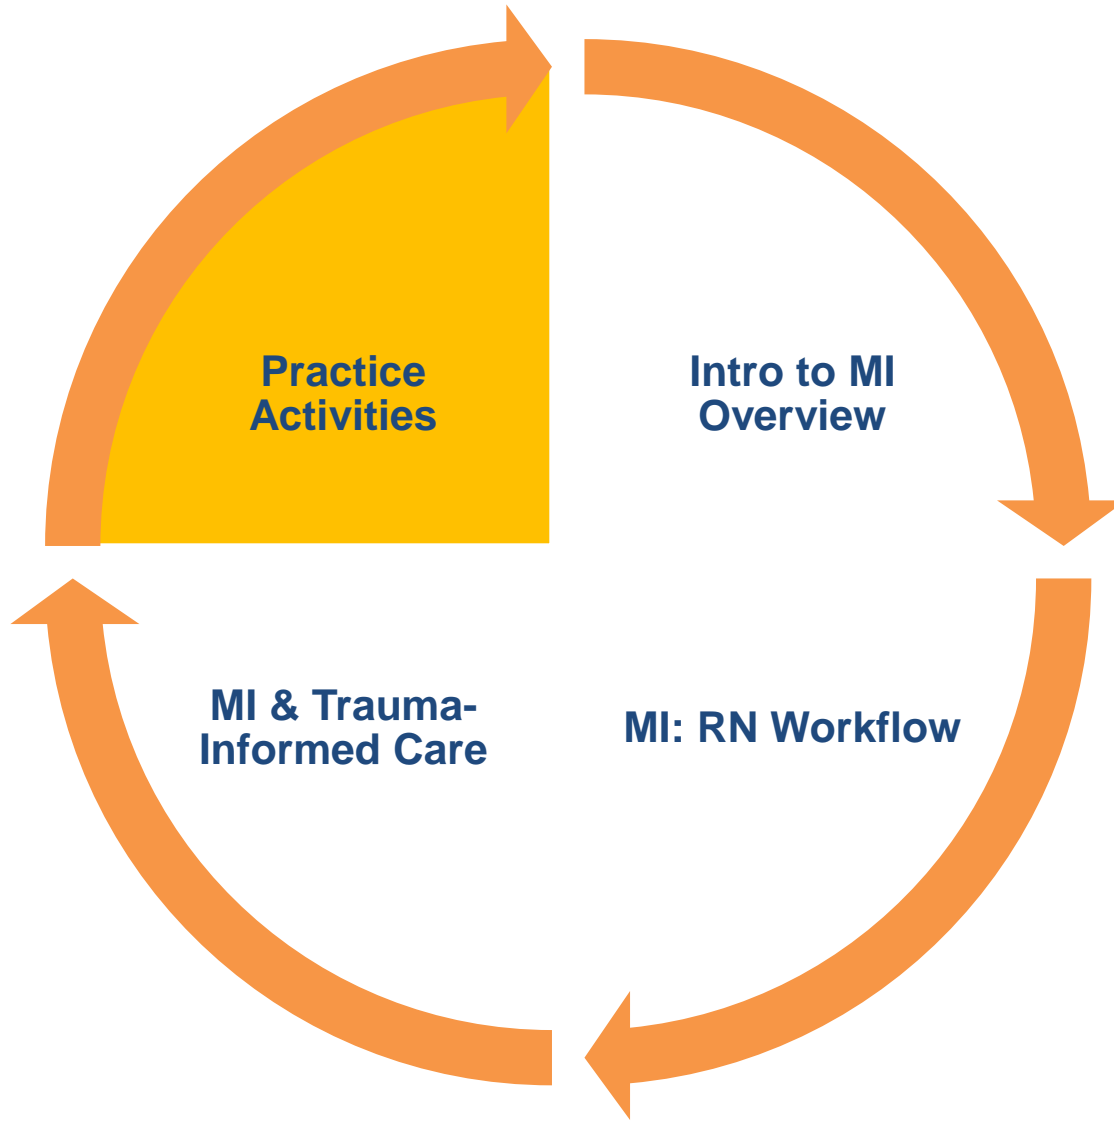 Practice
Activities
Intro to MI
Overview
MI & Trauma-
Informed Care
MI: RN Workflow